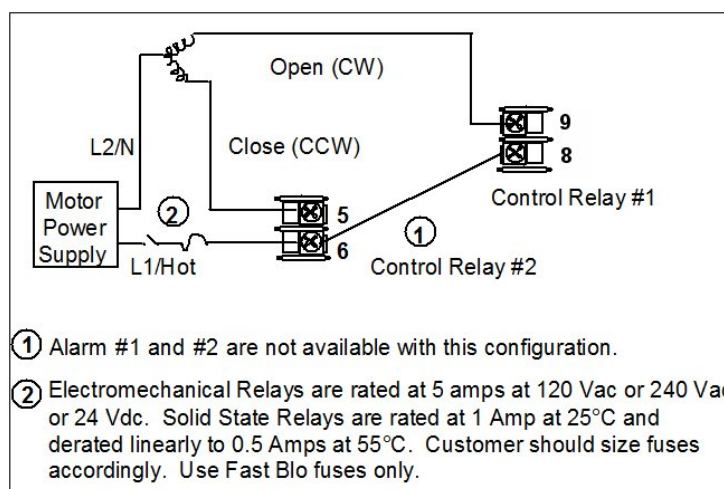 Open (CW)
9
L2/N
Close (CCW)
8
Motor
Power
Supply
2
5
Control Relay #1
6
1
L1/Hot
Control Relay #2
1 Alarm #1 and #2 are not available with this configuration.
2 Electromechanical Relays are rated at 5 amps at 120 Vac or 240 Vac
or 24 Vdc. Solid State Relays are rated at 1 Amp at 25°C and
derated linearly to 0.5 Amps at 55°C. Customer should size fuses
accordingly. Use Fast Blo fuses only.